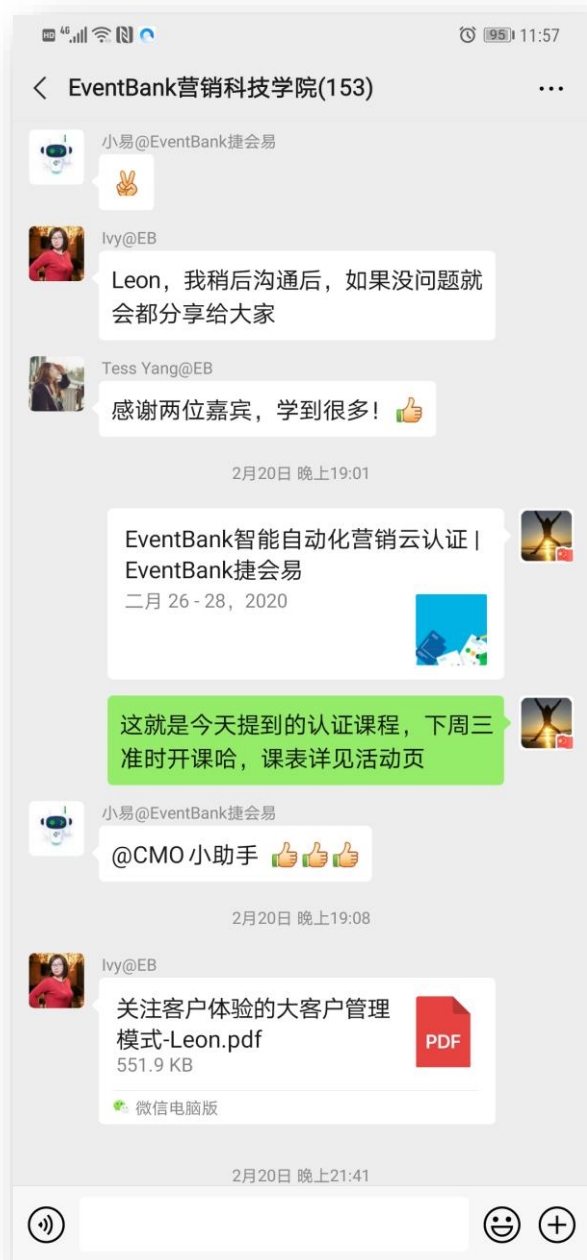 HD 4G 95 11:57
EventBank营销科技学院(153)
小易@EventBank捷会易
Ivy@EB
Leon，我稍后沟通后，如果没问题就
会都分享给大家
Tess Yang@EB
感谢两位嘉宾，学到很多！
2月20日 晚上19:01
EventBank智能自动化营销云认证 |
EventBank捷会易
二月 26 - 28，2020
这就是今天提到的认证课程，下周三
准时开课哈，课表详见活动页
小易@EventBank捷会易
@CMO小助手
2月20日 晚上19:08
Ivy@EB
关注客户体验的大客户管理
模式-Leon.pdf
PDF
551.9 KB
微信电脑版
2月20日 晚上21:41